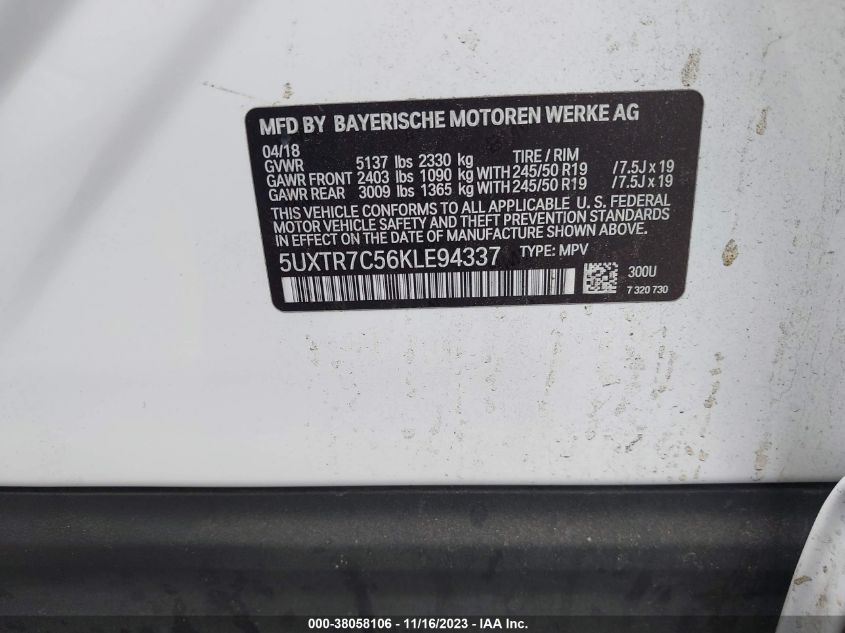 MFD BY BAYERISCHE MOTOREN WERKE AG
04/18
GVWR 5137 lbs 2330 kg TIRE / RIM
GAWR FRONT 2403 lbs 1090 kg WITH 245/50 R19 /7.5J x 19
GAWR REAR 3009 lbs 1365 kg WITH 245/50 R19 /7.5J x 19
THIS VEHICLE CONFORMS TO ALL APPLICABLE U. S. FEDERAL
MOTOR VEHICLE SAFETY AND THEFT PREVENTION STANDARDS
IN EFFECT ON THE DATE OF MANUFACTURE SHOWN ABOVE.
5UXTR7C56KLE94337 TYPE: MPV
300U
7 320 730
000-38058106 - 11/16/2023 - IAA Inc.